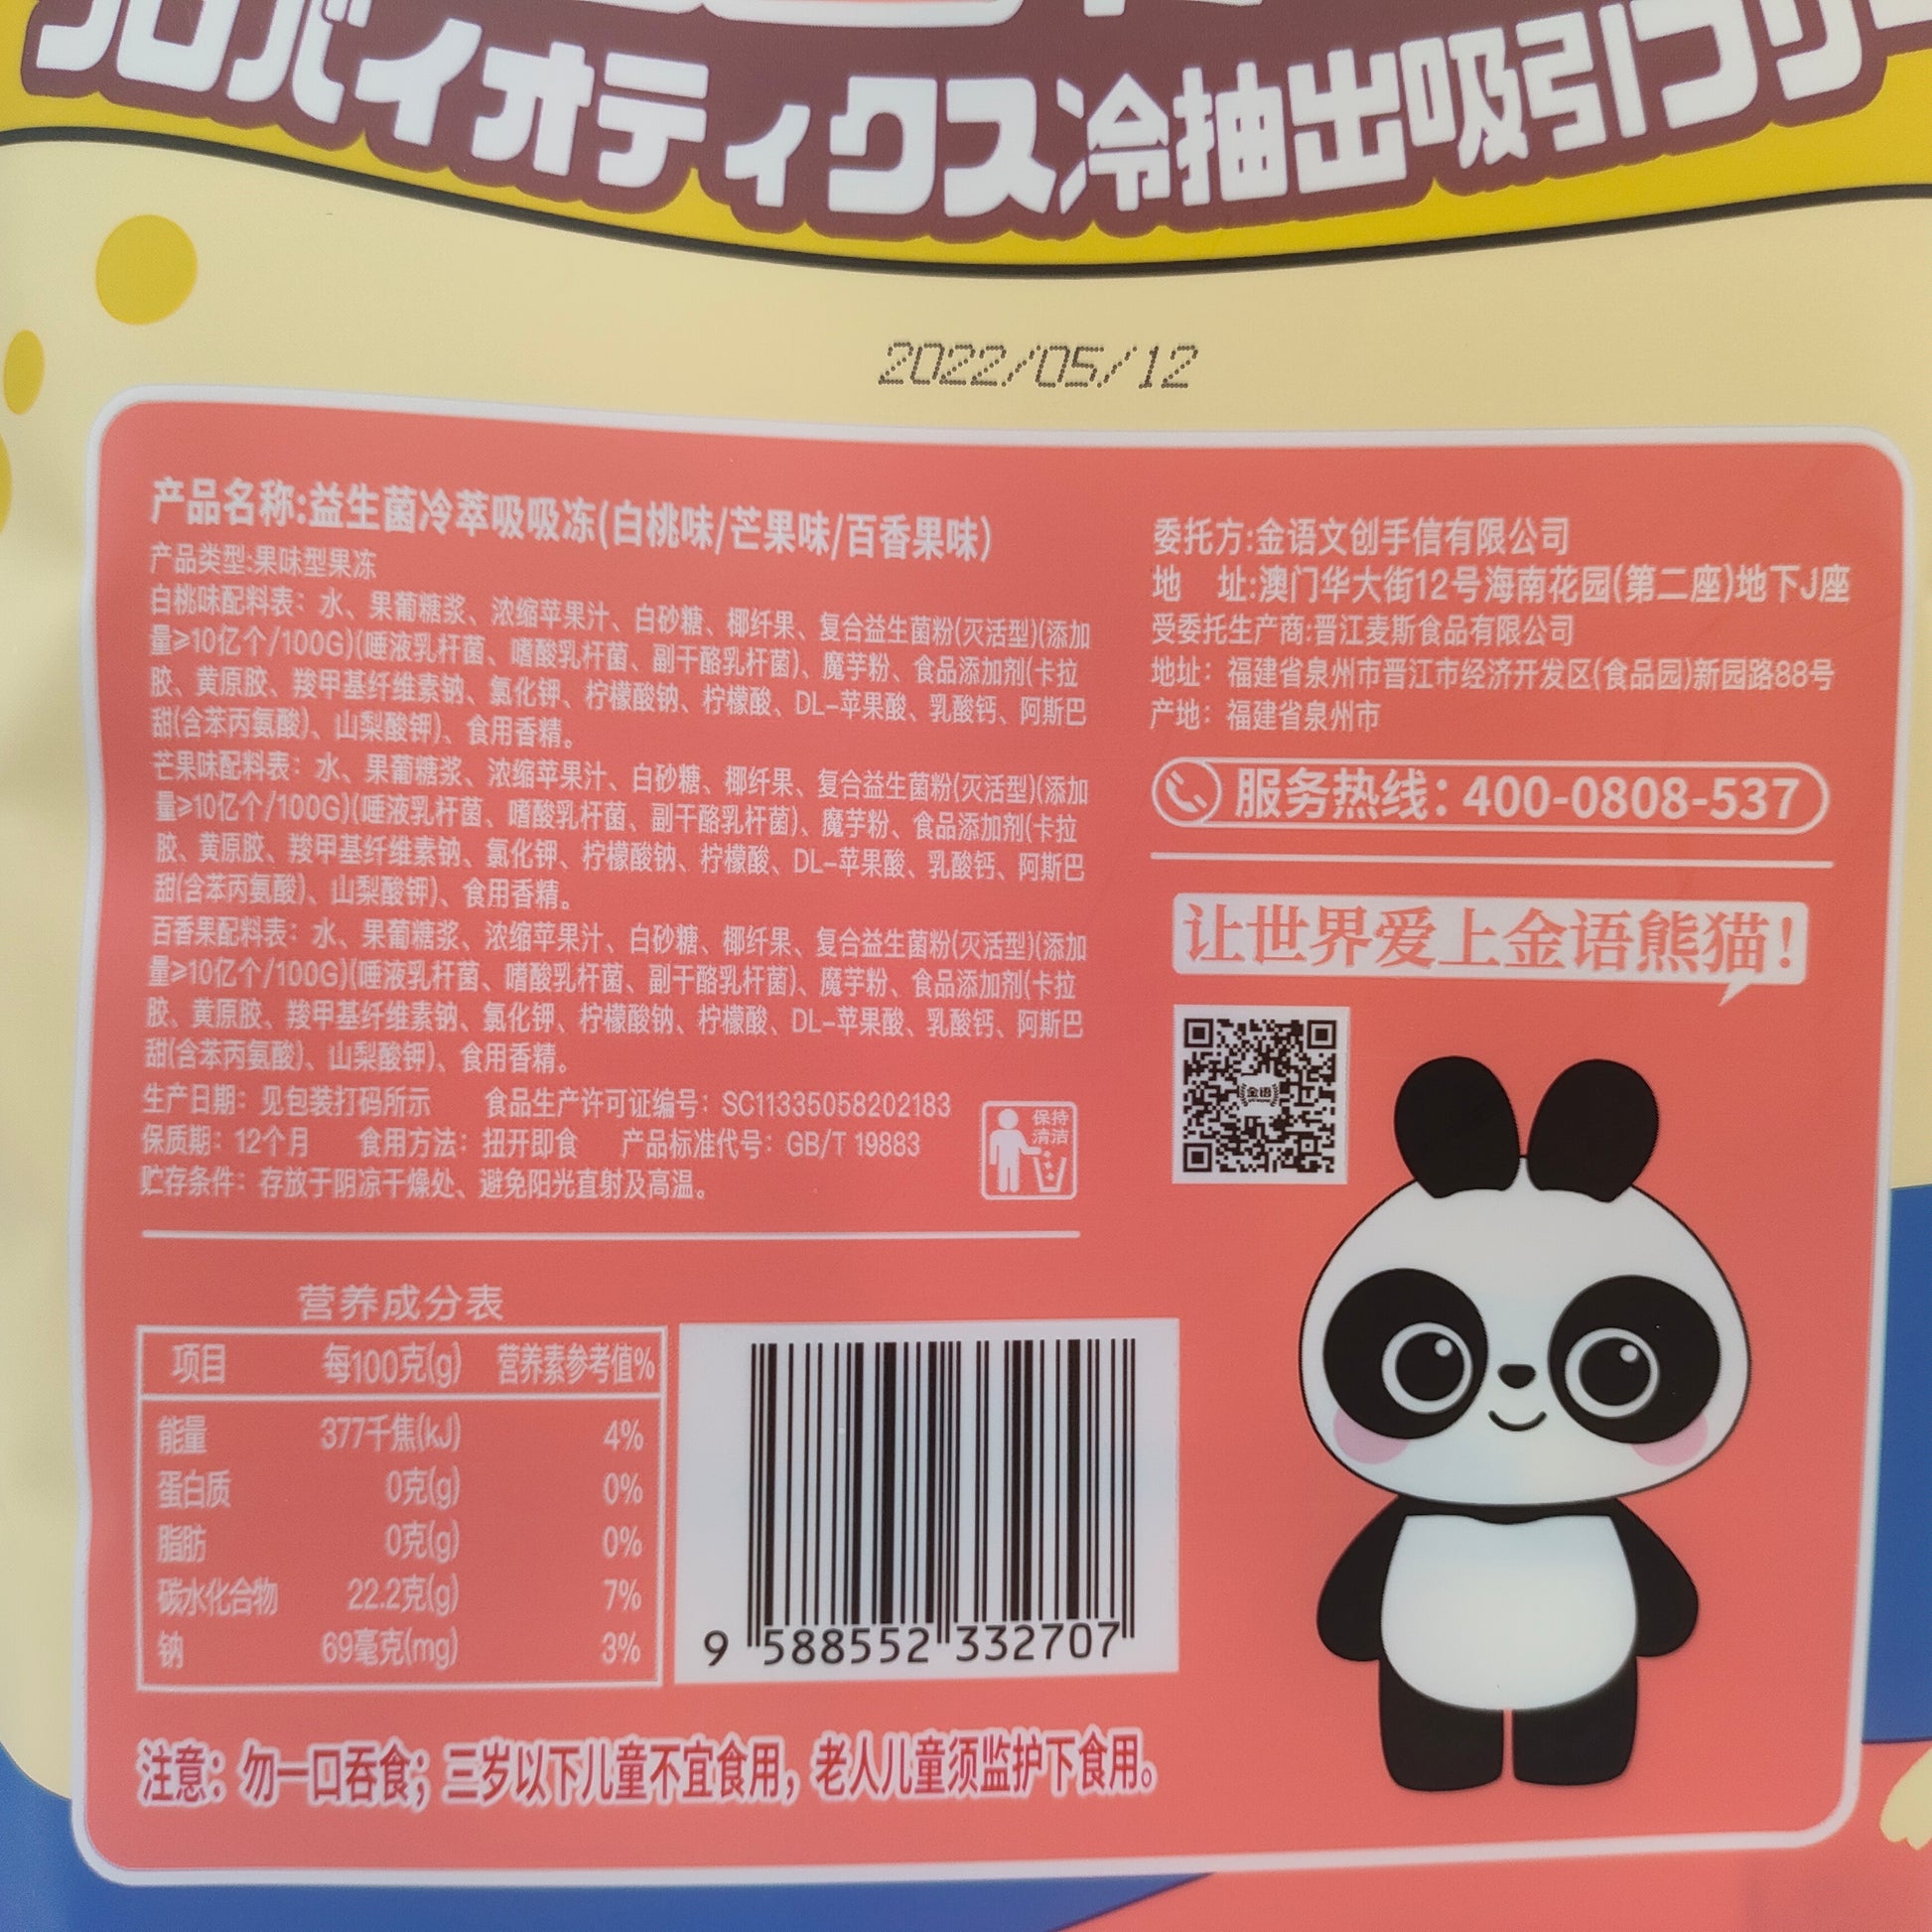 プロバイオティクス冷抽出吸引フリー
2022/05/12
产品名称:益生菌冷萃吸吸冻(白桃味/芒果味/百香果味)
产品类型:果味型果冻
白桃味配料表：水、果葡糖浆、浓缩苹果汁、白砂糖、椰纤果、复合益生菌粉(灭活型)(添加
量≥10亿个/100G)(唾液乳杆菌、嗜酸乳杆菌、副干酪乳杆菌)、魔芋粉、食品添加剂(卡拉
胶、黄原胶、羧甲基纤维素钠、氯化钾、柠檬酸钠、柠檬酸、DL-苹果酸、乳酸钙、阿斯巴
甜(含苯丙氨酸)、山梨酸钾)、食用香精。
芒果味配料表：水、果葡糖浆、浓缩苹果汁、白砂糖、椰纤果、复合益生菌粉(灭活型)(添加
量≥10亿个/100G)(唾液乳杆菌、嗜酸乳杆菌、副干酪乳杆菌)、魔芋粉、食品添加剂(卡拉
胶、黄原胶、羧甲基纤维素钠、氯化钾、柠檬酸钠、柠檬酸、DL-苹果酸、乳酸钙、阿斯巴
甜(含苯丙氨酸)、山梨酸钾)、食用香精。
百香果配料表：水、果葡糖浆、浓缩苹果汁、白砂糖、椰纤果、复合益生菌粉(灭活型)(添加
量≥10亿个/100G)(唾液乳杆菌、嗜酸乳杆菌、副干酪乳杆菌)、魔芋粉、食品添加剂(卡拉
胶、黄原胶、羧甲基纤维素钠、氯化钾、柠檬酸钠、柠檬酸、DL-苹果酸、乳酸钙、阿斯巴
甜(含苯丙氨酸)、山梨酸钾)、食用香精。
生产日期：见包装打码所示 食品生产许可证编号：SC11335058202183
保质期：12个月 食用方法：扭开即食 产品标准代号：GB/T 19883
贮存条件：存放于阴凉干燥处、避免阳光直射及高温。
保持
清洁
委托方:金语文创手信有限公司
地 址:澳门华大街12号海南花园(第二座)地下J座
受委托生产商:晋江麦斯食品有限公司
地址：福建省泉州市晋江市经济开发区(食品园)新园路88号
产地：福建省泉州市
服务热线：400-0808-537
让世界爱上金语熊猫！
金语
营养成分表
项目 每100克(g) 营养素参考值%
能量 377千焦(kJ) 4%
蛋白质 0克(g) 0%
脂肪 0克(g) 0%
碳水化合物 22.2克(g) 7%
钠 69毫克(mg) 3%
9 588552 332707
注意：勿一口吞食；三岁以下儿童不宜食用，老人儿童须监护下食用。